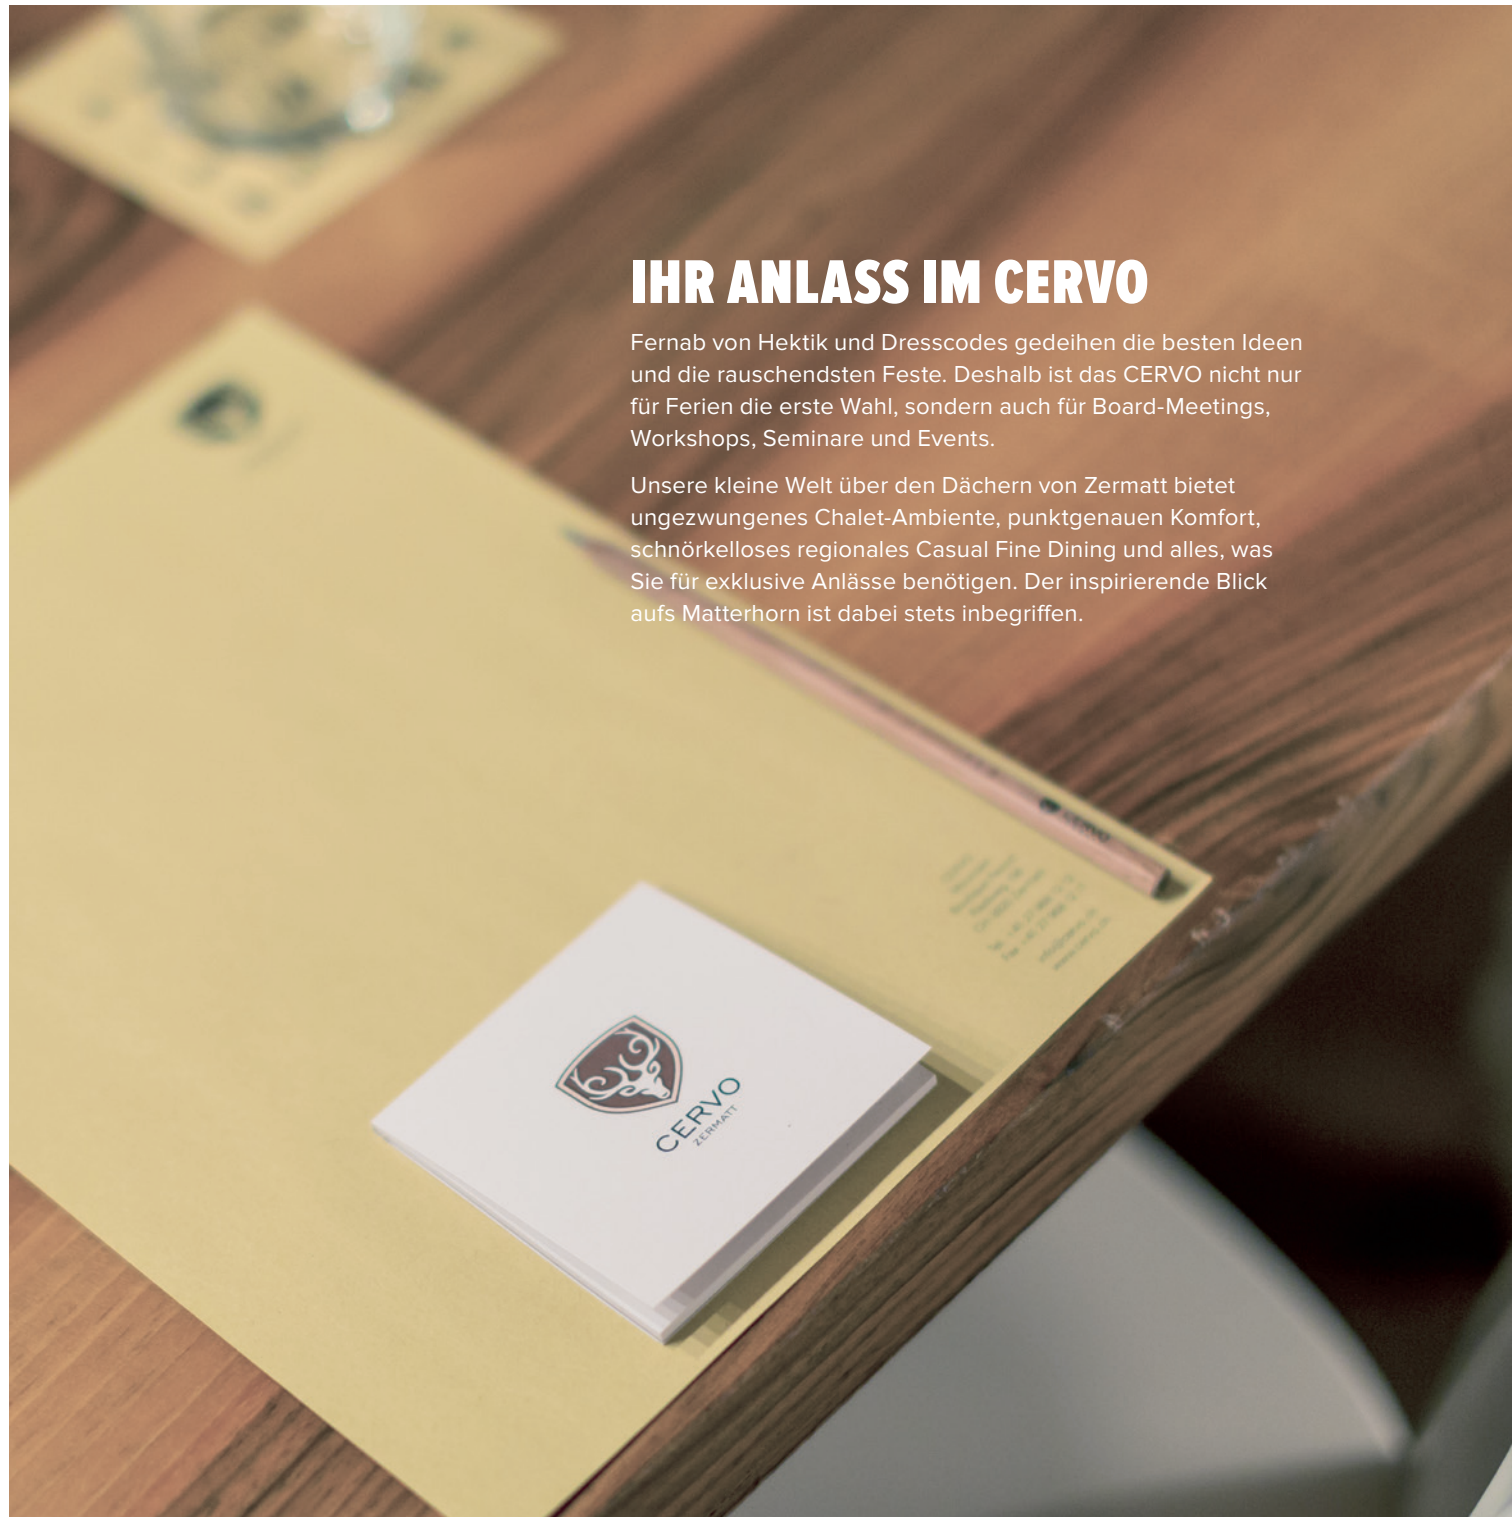 IHR ANLASS IM CERVO
Fernab von Hektik und Dresscodes gedeihen die besten Ideen
und die rauschendsten Feste. Deshalb ist das CERVO nicht nur
für Ferien die erste Wahl, sondern auch für Board-Meetings,
Workshops, Seminare und Events.
Unsere kleine Welt über den Dächern von Zermatt bietet
ungezwungenes Chalet-Ambiente, punktgenauen Komfort,
schnörkelloses regionales Casual Fine Dining und alles, was
Sie für exklusive Anlässe benötigen. Der inspirierende Blick
aufs Matterhorn ist dabei stets inbegriffen.
CERVO
CERVO
ZERMATT